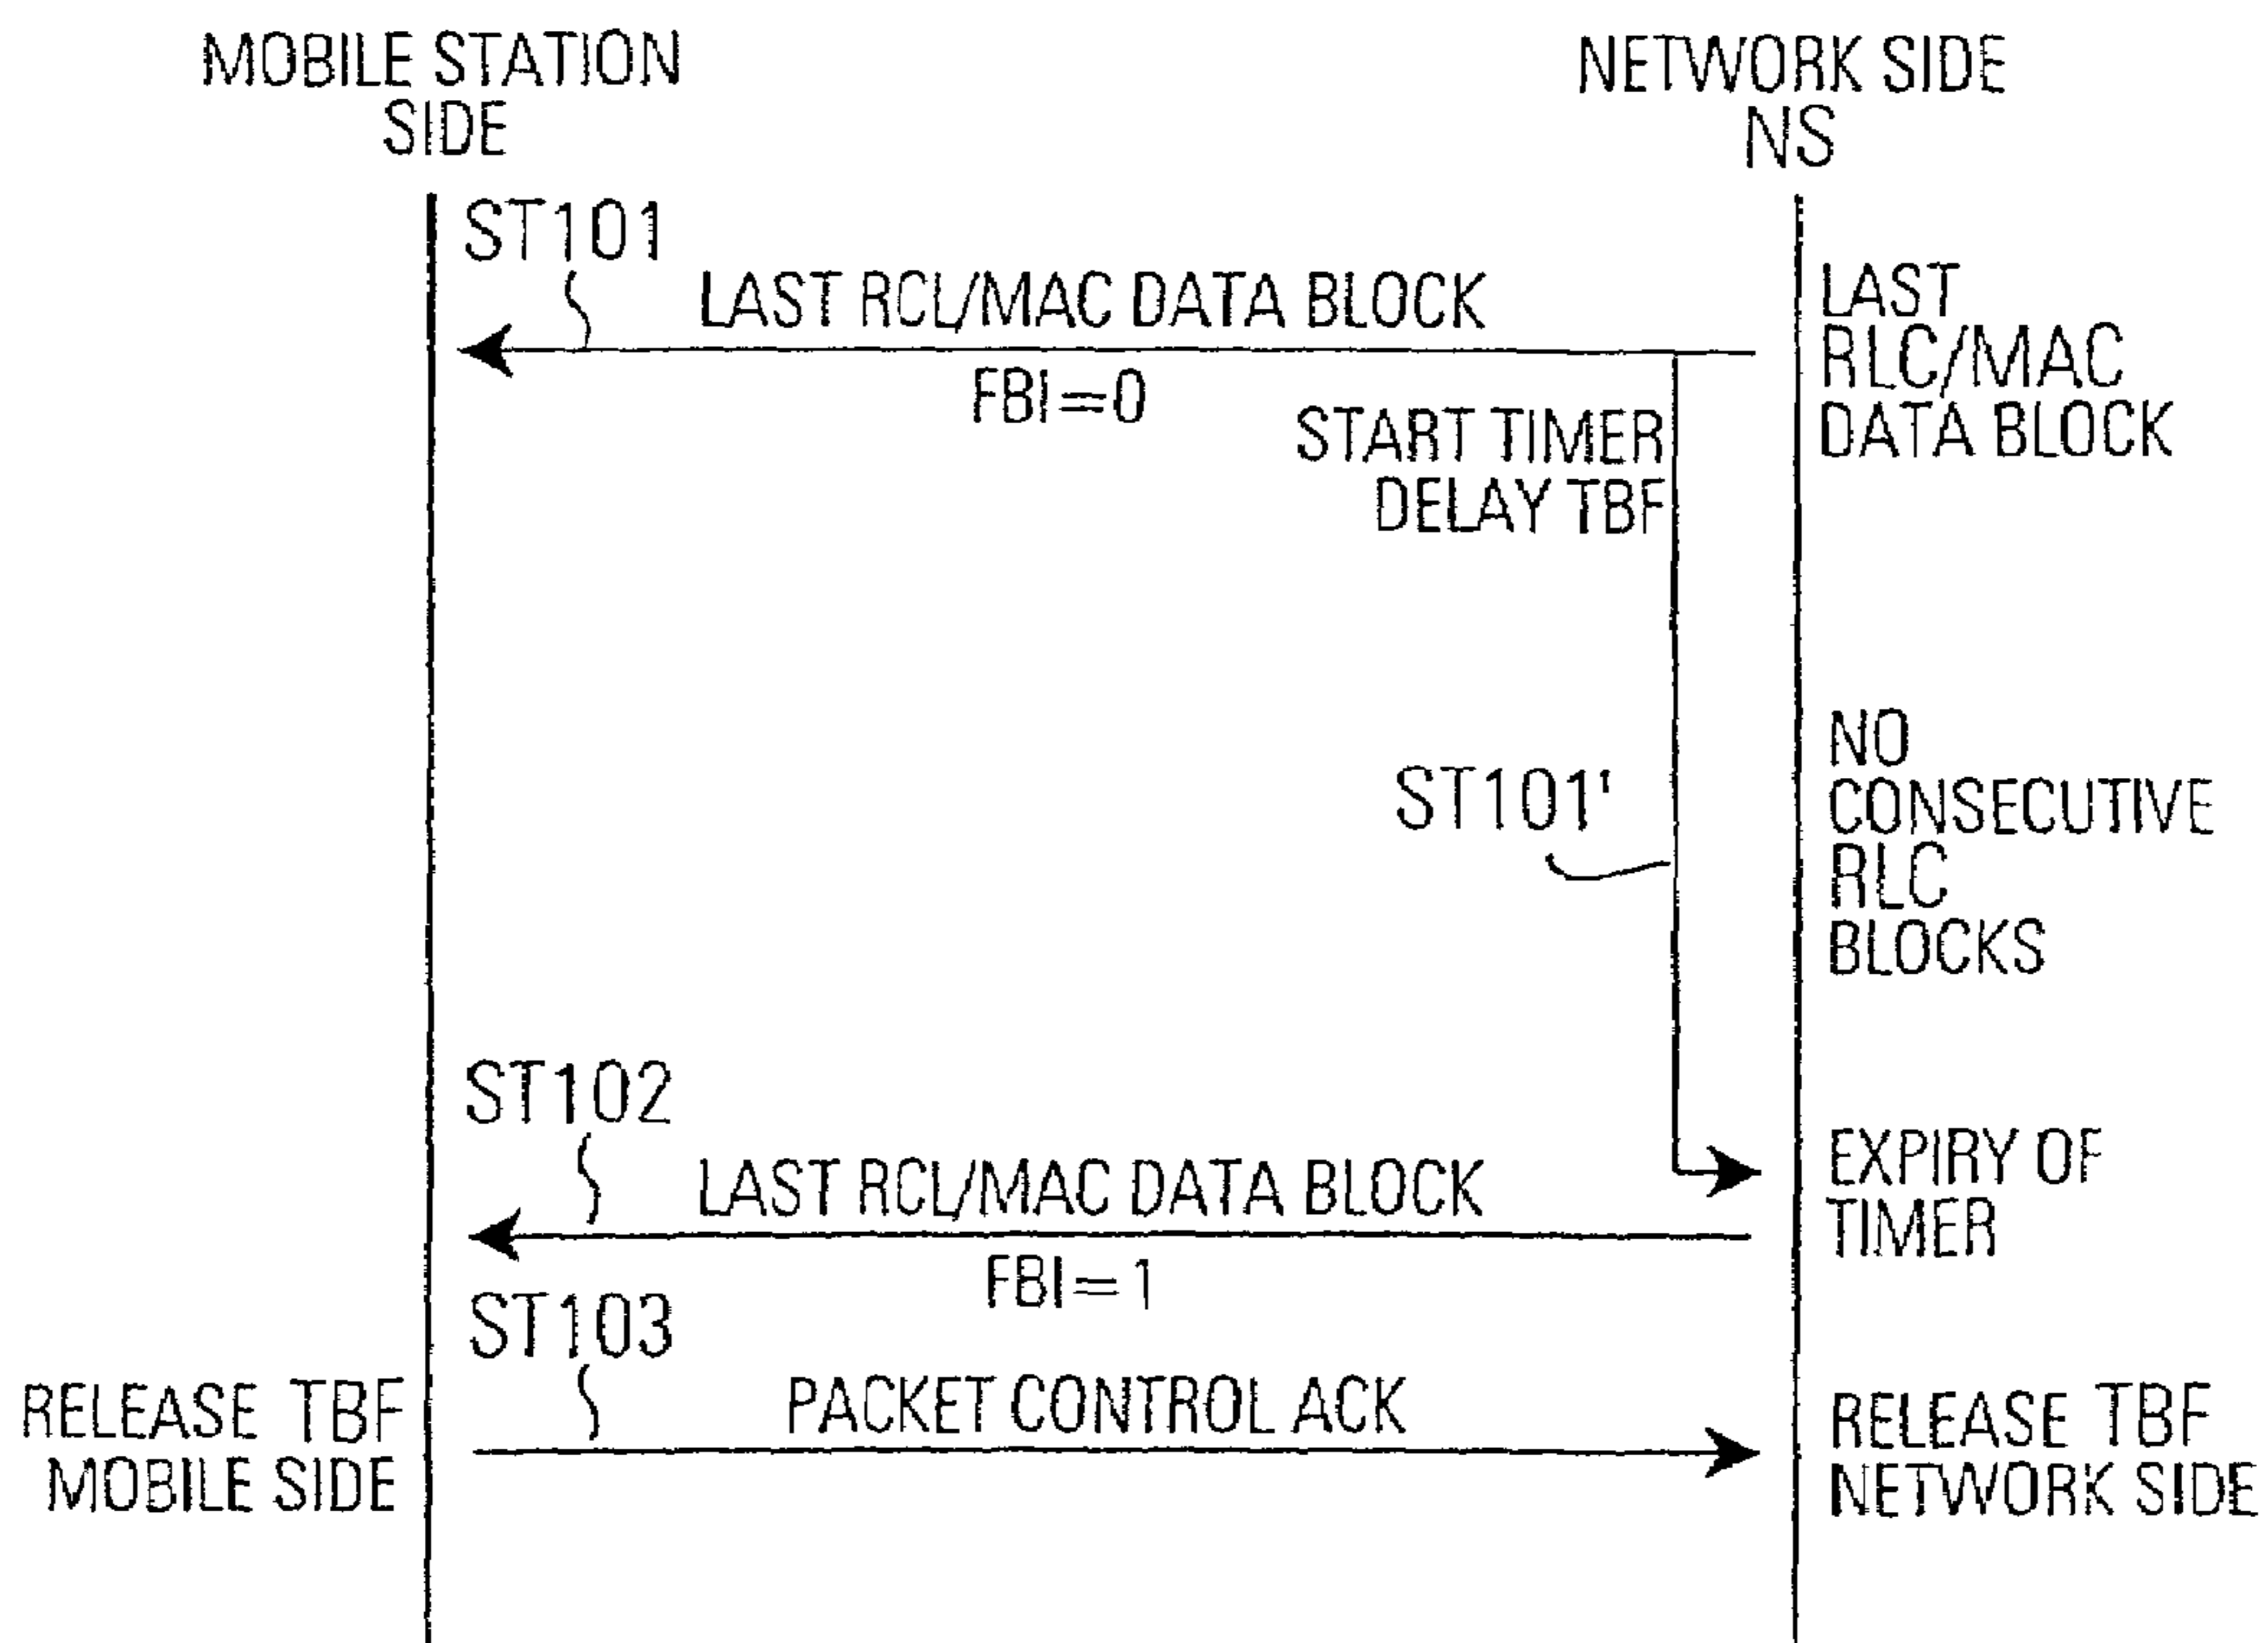 MOBILE STATION
SIDE
NETWORK SIDE
NS
ST101
LAST RCL/MAC DATA BLOCK
FBI=0
LAST
RLC/MAC
DATA BLOCK
START TIMER
DELAY TBF
ST101'
NO
CONSECUTIVE
RLC
BLOCKS
ST102
LAST RCL/MAC DATA BLOCK
FBI=1
EXPIRY OF
TIMER
ST103
PACKET CONTROL ACK
RELEASE TBF
MOBILE SIDE
RELEASE TBF
NETWORK SIDE